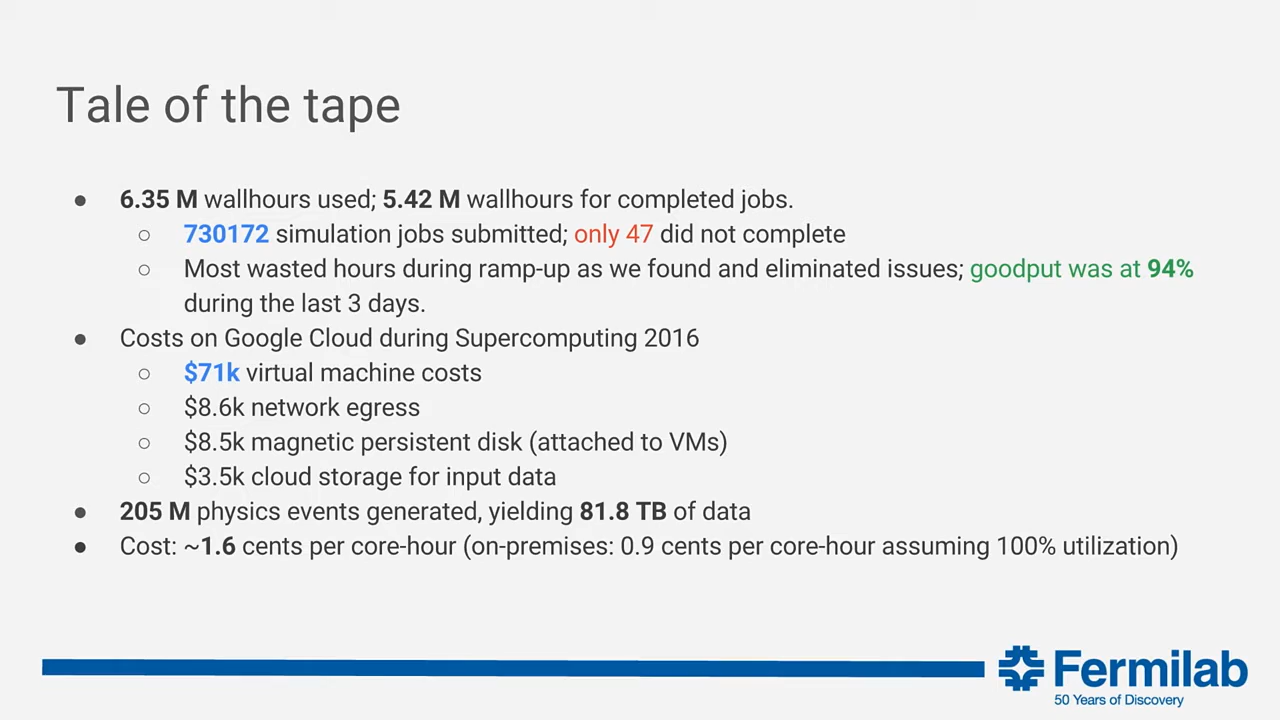 Tale of the tape
● 6.35 M wallhours used; 5.42 M wallhours for completed jobs.
○ 730172 simulation jobs submitted; only 47 did not complete
○ Most wasted hours during ramp-up as we found and eliminated issues; goodput was at 94%
during the last 3 days.
● Costs on Google Cloud during Supercomputing 2016
○ $71k virtual machine costs
○ $8.6k network egress
○ $8.5k magnetic persistent disk (attached to VMs)
○ $3.5k cloud storage for input data
● 205 M physics events generated, yielding 81.8 TB of data
● Cost: ~1.6 cents per core-hour (on-premises: 0.9 cents per core-hour assuming 100% utilization)
Fermilab
50 Years of Discovery